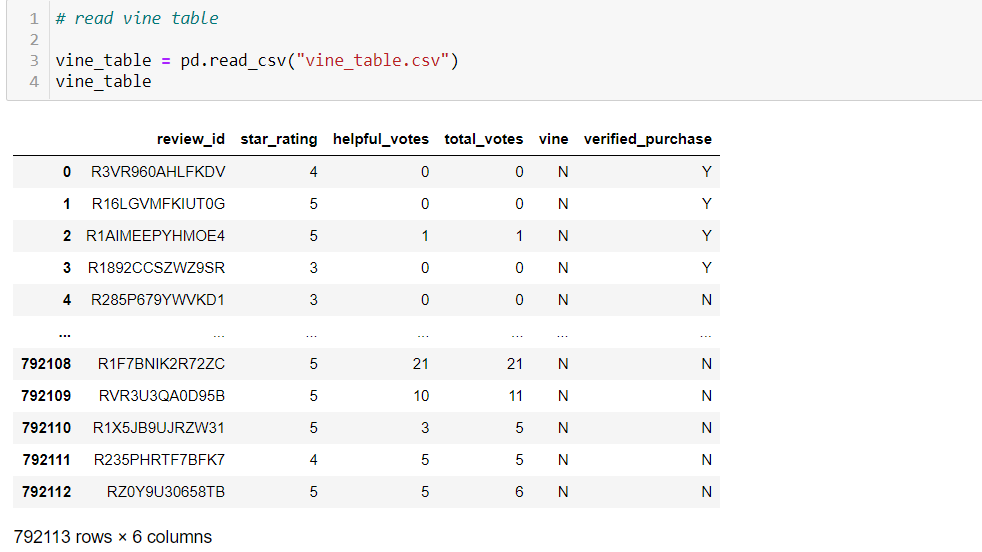 1 # read vine table
2
3 vine_table = pd.read_csv("vine_table.csv")
4 vine_table
review_id star_rating helpful_votes total_votes vine verified_purchase
0 R3VR960AHLFKDV 4 0 0 N Y
1 R16LGVMFKIUT0G 5 0 0 N Y
2 R1AIMEEPYHMOE4 5 1 1 N Y
3 R1892CCSZWZ9SR 3 0 0 N Y
4 R285P679YWVKD1 3 0 0 N N
... ... ... ... ... ... ...
792108 R1F7BNIK2R72ZC 5 21 21 N N
792109 RVR3U3QA0D95B 5 10 11 N N
792110 R1X5JB9UJRZW31 5 3 5 N N
792111 R235PHRTF7BFK7 4 5 5 N N
792112 RZ0Y9U30658TB 5 5 6 N N
792113 rows × 6 columns